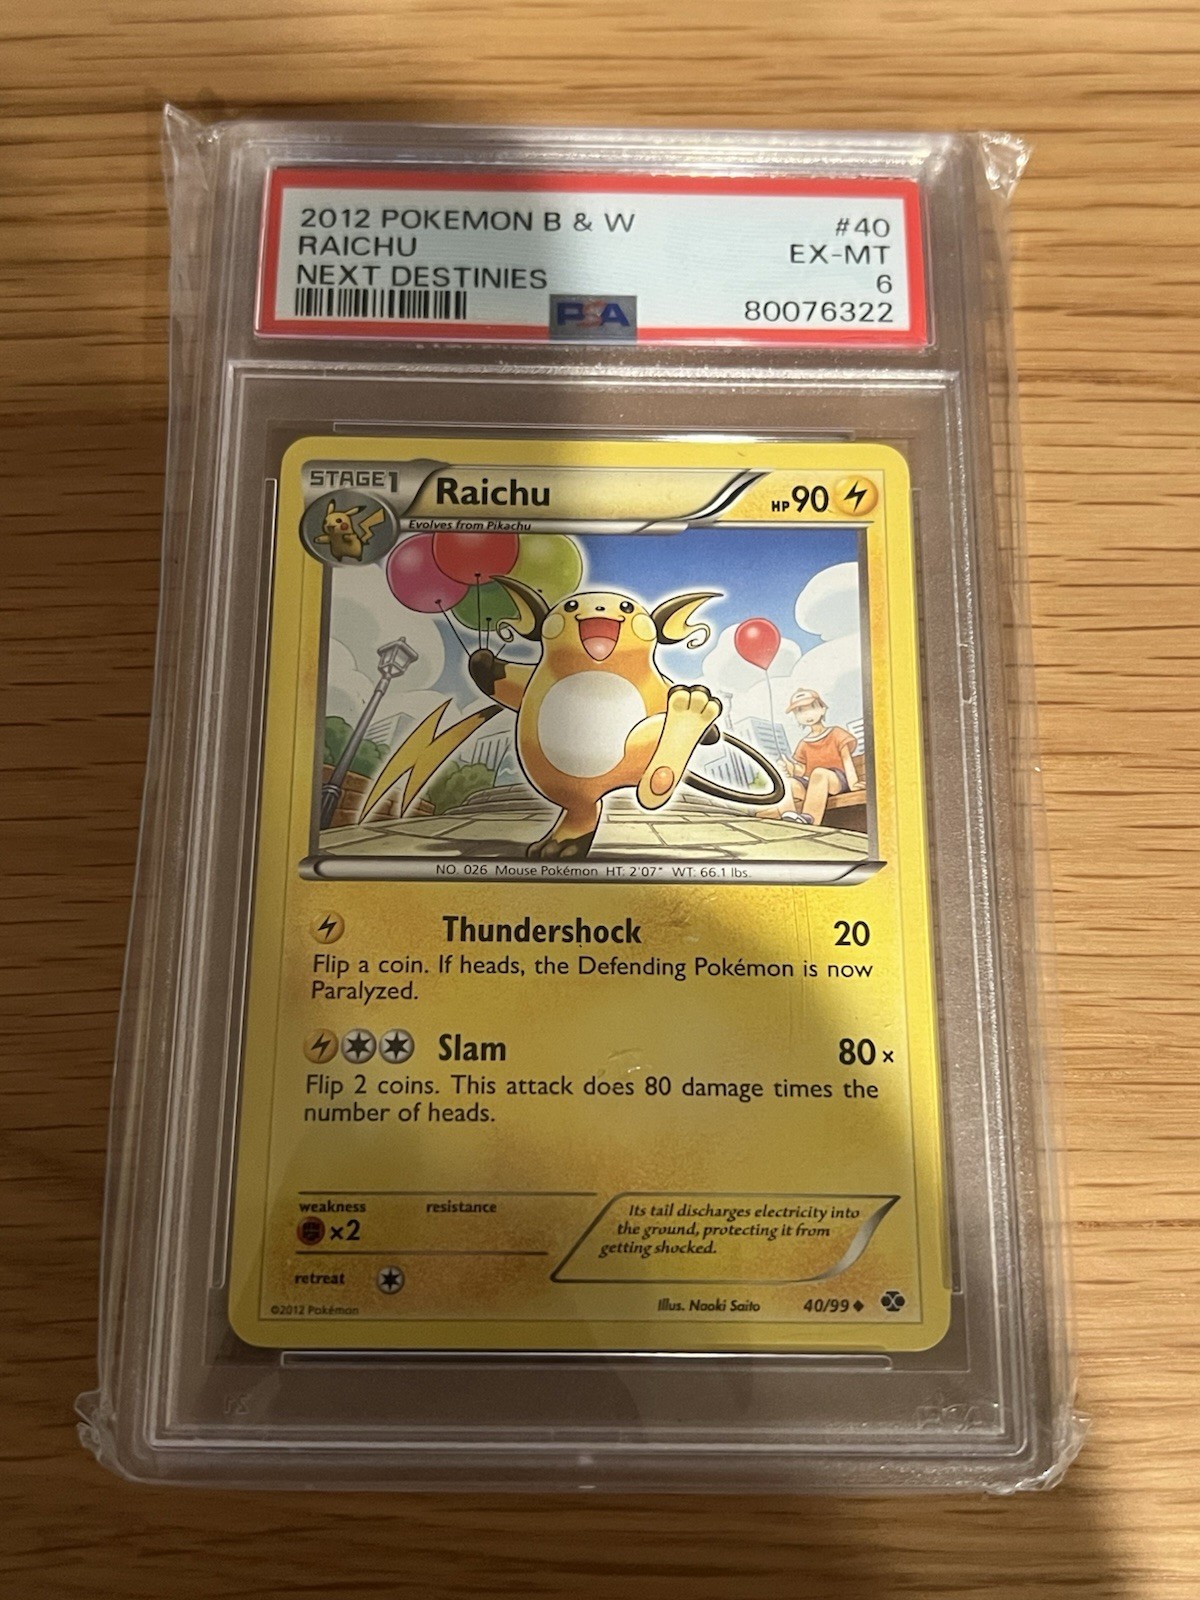 2012 POKEMON B & W #40
RAICHU EX-MT
NEXT DESTINIES 6
PSA 80076322
STAGE1 Raichu HP90
Evolves from Pikachu
NO. 026 Mouse Pokémon HT: 2'07" WT: 66.1 lbs.
Thundershock 20
Flip a coin. If heads, the Defending Pokémon is now
Paralyzed.
Slam 80×
Flip 2 coins. This attack does 80 damage times the
number of heads.
weakness resistance
×2
Its tail discharges electricity into
the ground, protecting it from
getting shocked.
retreat
©2012 Pokémon Illus. Naoki Saito 40/99